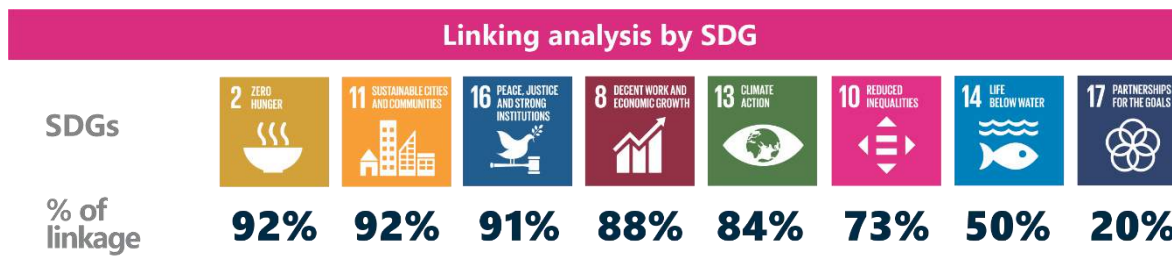 Linking analysis by SDG
SDGs
2 ZERO
HUNGER
11 SUSTAINABLE CITIES
AND COMMUNITIES
16 PEACE, JUSTICE
AND STRONG
INSTITUTIONS
8 DECENT WORK AND
ECONOMIC GROWTH
13 CLIMATE
ACTION
10 REDUCED
INEQUALITIES
14 LIFE
BELOW WATER
17 PARTNERSHIPS
FOR THE GOALS
% of
linkage
92% 92% 91% 88% 84% 73% 50% 20%